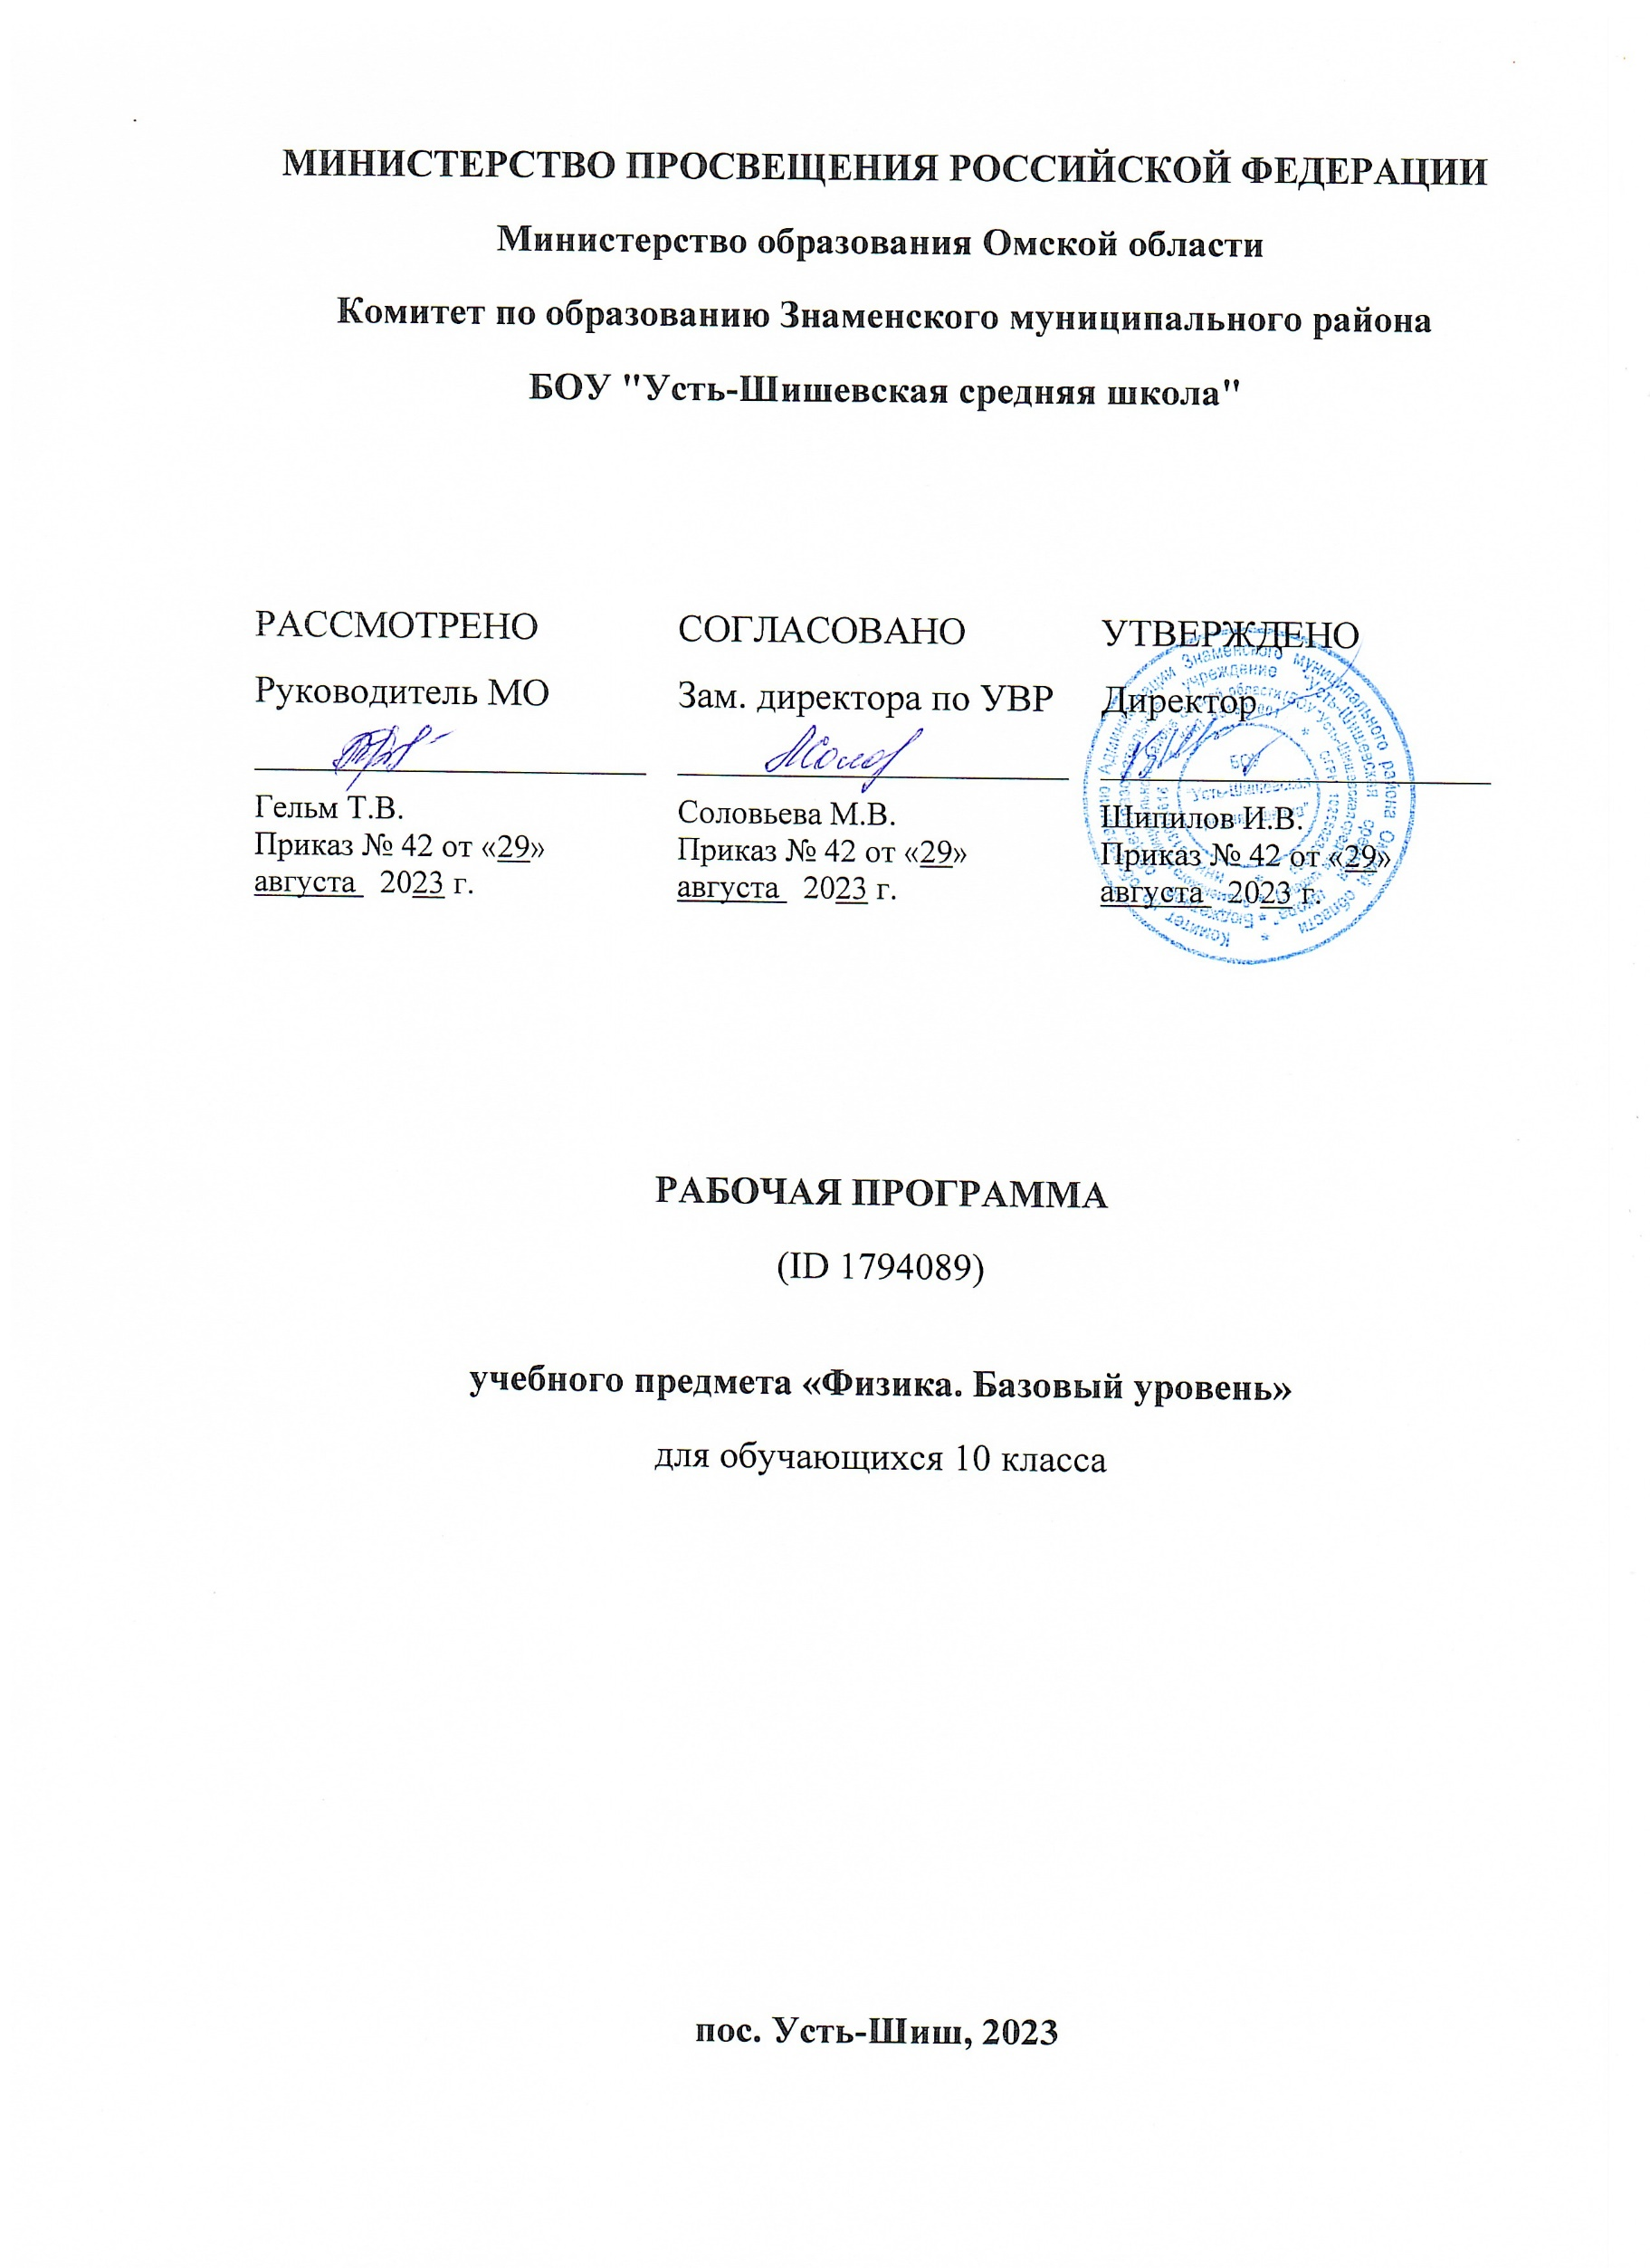 МИНИСТЕРСТВО ПРОСВЕЩЕНИЯ РОССИЙСКОЙ ФЕДЕРАЦИИ
Министерство образования Омской области
Комитет по образованию Знаменского муниципального района
БОУ "Усть-Шишевская средняя школа"
РАССМОТРЕНО
Руководитель МО
Гельм Т.В.
Приказ № 42 от «29»
августа 2023 г.
СОГЛАСОВАНО
Зам. директора по УВР
Соловьева М.В.
Приказ № 42 от «29»
августа 2023 г.
УТВЕРЖДЕНО
Директор
Шипилов И.В.
Приказ № 42 от «29»
августа 2023 г.
РАБОЧАЯ ПРОГРАММА
(ID 1794089)
учебного предмета «Физика. Базовый уровень»
для обучающихся 10 класса
пос. Усть-Шиш, 2023